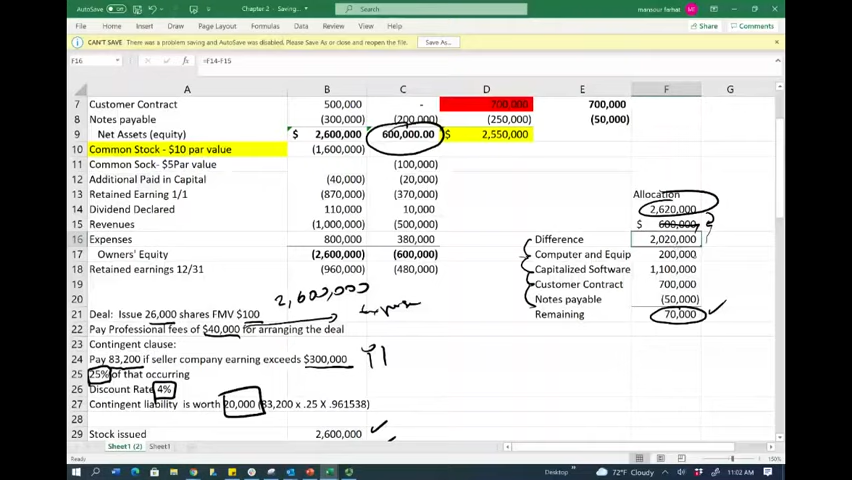 AutoSave Off Chapter 2 - Saving... mansour farhat MF
File Home Insert Draw Page Layout Formulas Data Review View Help Share Comments
CAN'T SAVE There was a problem saving and AutoSave was disabled. Please Save As or close and reopen the file. Save As...
F16 =F14-F15
A B C D E F G
7 Customer Contract 500,000 - 700,000 700,000
8 Notes payable (300,000) (200,000) (250,000) (50,000)
9 Net Assets (equity) $ 2,600,000 600,000.00 $ 2,550,000
10 Common Stock - $10 par value (1,600,000)
11 Common Sock- $5Par value (100,000)
12 Additional Paid in Capital (40,000) (20,000)
13 Retained Earning 1/1 (870,000) (370,000) Allocation
14 Dividend Declared 110,000 10,000 2,620,000
15 Revenues (1,000,000) (500,000) $ 600,000
16 Expenses 800,000 380,000 Difference 2,020,000
17 Owners' Equity (2,600,000) (600,000) Computer and Equip 200,000
18 Retained earnings 12/31 (960,000) (480,000) Capitalized Software 1,100,000
19 Customer Contract 700,000
20 2,600,000 Notes payable (50,000)
21 Deal: Issue 26,000 shares FMV $100 Expense Remaining 70,000
22 Pay Professional fees of $40,000 for arranging the deal
23 Contingent clause:
24 Pay 83,200 if seller company earning exceeds $300,000
25 25% of that occurring
26 Discount Rate 4%
27 Contingent liability is worth 20,000 (83,200 x .25 X .961538)
28
29 Stock issued 2,600,000
Sheet1 (2) Sheet1
Ready 150%
Desktop 72°F Cloudy 11:02 AM